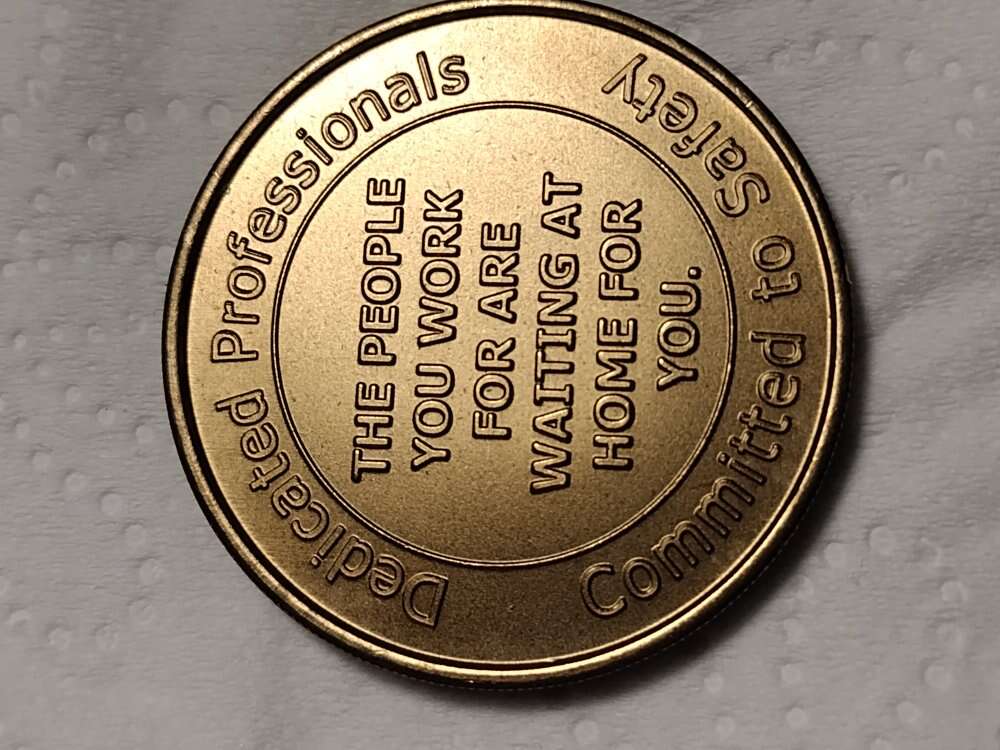 Dedicated Professionals
THE PEOPLE
YOU WORK
FOR ARE
WAITING AT
HOME FOR
YOU.
Committed to Safety